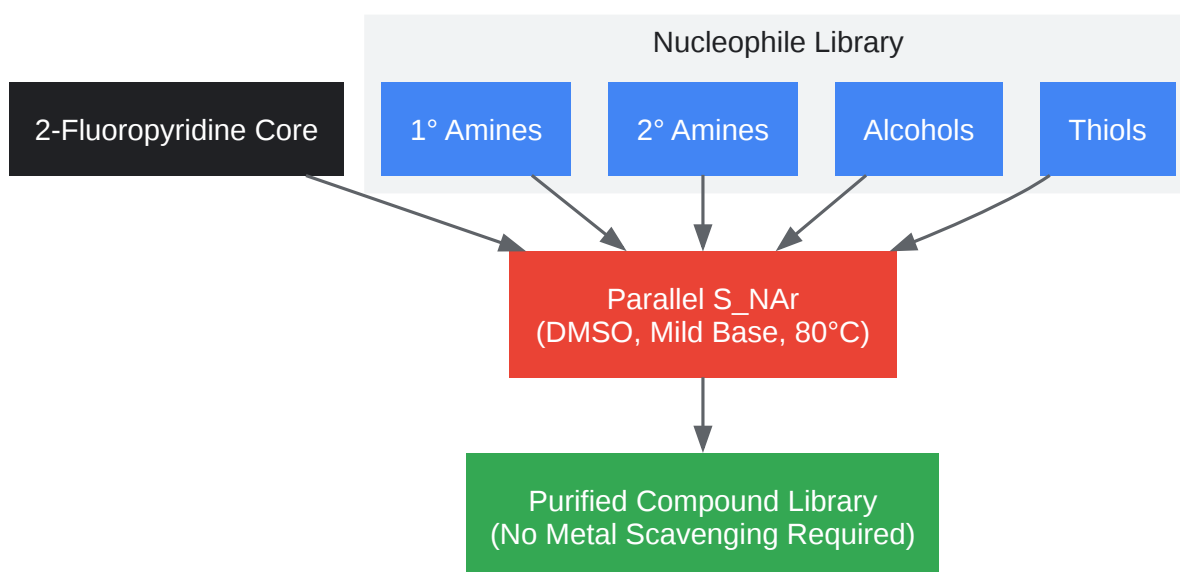 Nucleophile Library
2-Fluoropyridine Core
1° Amines
2° Amines
Alcohols
Thiols
Parallel S_NAr
(DMSO, Mild Base, 80°C)
Purified Compound Library
(No Metal Scavenging Required)